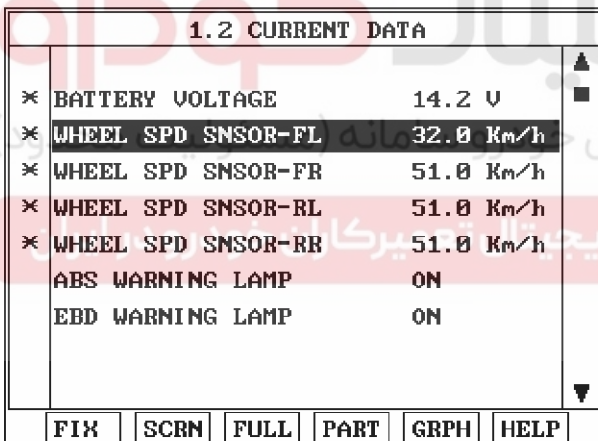 1.2 CURRENT DATA
× BATTERY VOLTAGE 14.2 V
× WHEEL SPD SNSOR-FL 32.0 Km/h
× WHEEL SPD SNSOR-FR 51.0 Km/h
× WHEEL SPD SNSOR-RL 51.0 Km/h
× WHEEL SPD SNSOR-RR 51.0 Km/h
ABS WARNING LAMP ON
EBD WARNING LAMP ON
FIX SCRN FULL PART GRPH HELP